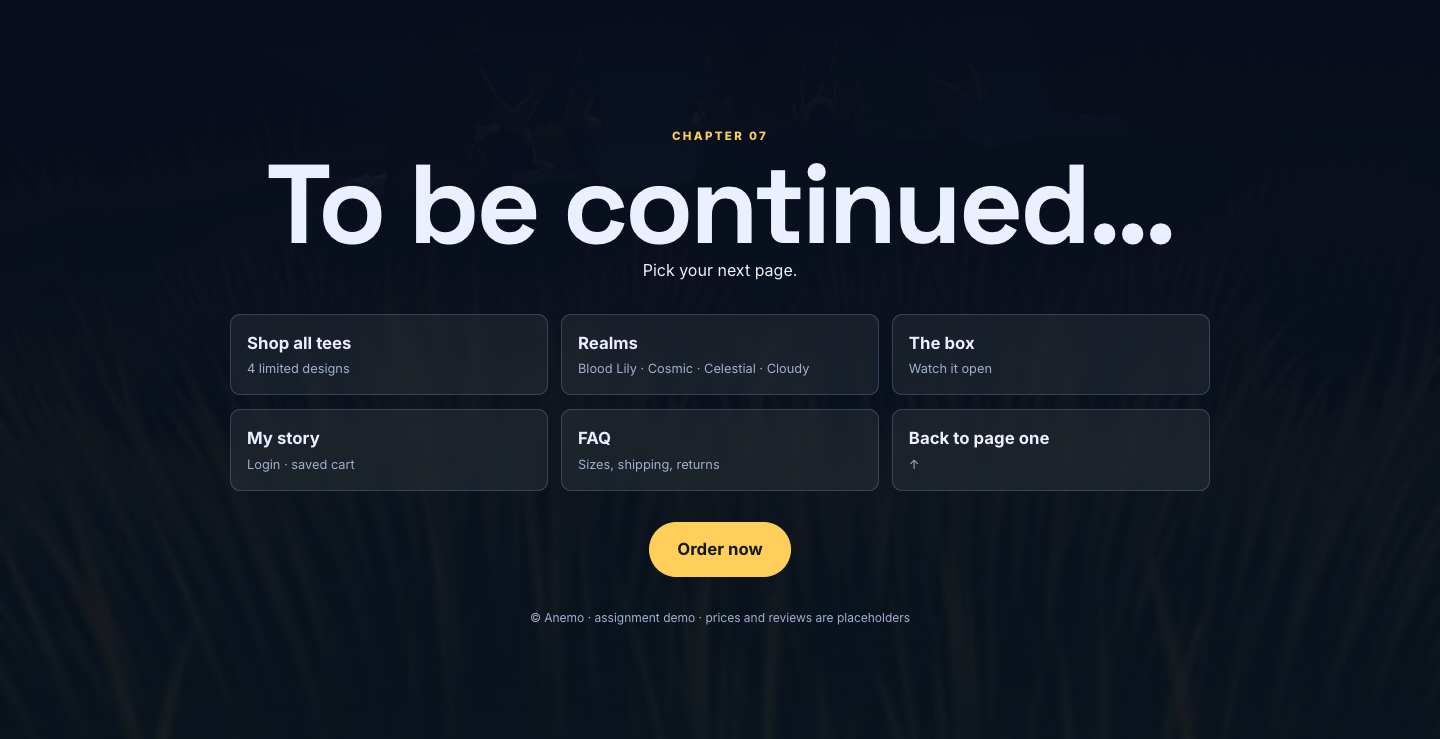 CHAPTER 07
To be continued...
Pick your next page.
Shop all tees
4 limited designs
Realms
Blood Lily · Cosmic · Celestial · Cloudy
The box
Watch it open
My story
Login · saved cart
FAQ
Sizes, shipping, returns
Back to page one
↑
Order now
© Anemo · assignment demo · prices and reviews are placeholders